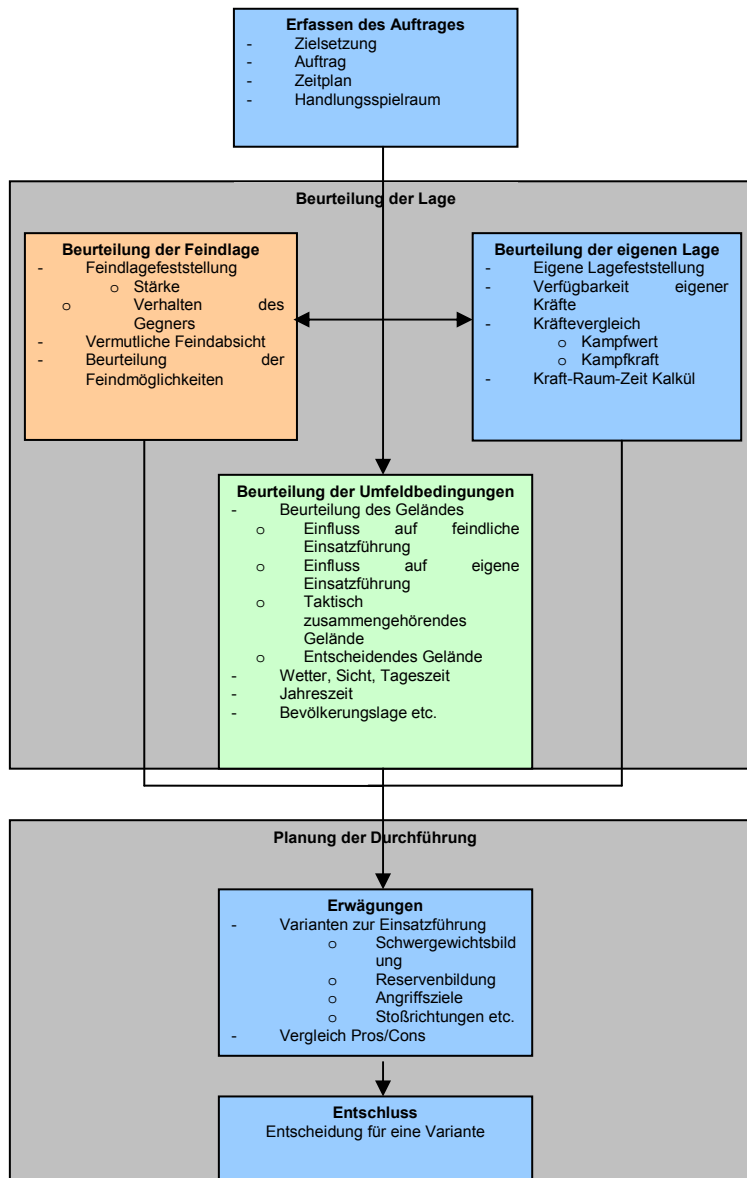 Erfassen des Auftrages
- Zielsetzung
- Auftrag
- Zeitplan
- Handlungsspielraum
Beurteilung der Lage
Beurteilung der Feindlage
- Feindlagefeststellung
o Stärke
o Verhalten des
Gegners
- Vermutliche Feindabsicht
- Beurteilung der
Feindmöglichkeiten
Beurteilung der eigenen Lage
- Eigene Lagefeststellung
- Verfügbarkeit eigener
Kräfte
- Kräftevergleich
o Kampfwert
o Kampfkraft
- Kraft-Raum-Zeit Kalkül
Beurteilung der Umfeldbedingungen
- Beurteilung des Geländes
o Einfluss auf feindliche
Einsatzführung
o Einfluss auf eigene
Einsatzführung
o Taktisch
zusammengehörendes
Gelände
o Entscheidendes Gelände
- Wetter, Sicht, Tageszeit
- Jahreszeit
- Bevölkerungslage etc.
Planung der Durchführung
Erwägungen
- Varianten zur Einsatzführung
o Schwergewichtsbild
ung
o Reservenbildung
o Angriffsziele
o Stoßrichtungen etc.
- Vergleich Pros/Cons
Entschluss
Entscheidung für eine Variante